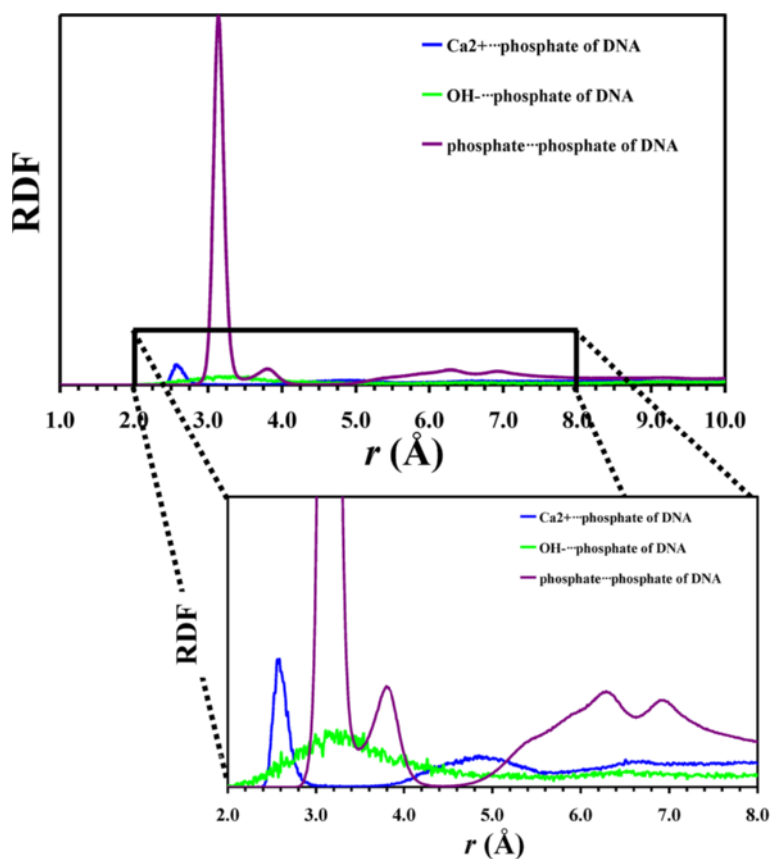 Ca2+···phosphate of DNA
OH-···phosphate of DNA
phosphate···phosphate of DNA
RDF
1.0 2.0 3.0 4.0 5.0 6.0 7.0 8.0 9.0 10.0
r (Å)
Ca2+···phosphate of DNA
OH-···phosphate of DNA
phosphate···phosphate of DNA
RDF
2.0 3.0 4.0 5.0 6.0 7.0 8.0
r (Å)